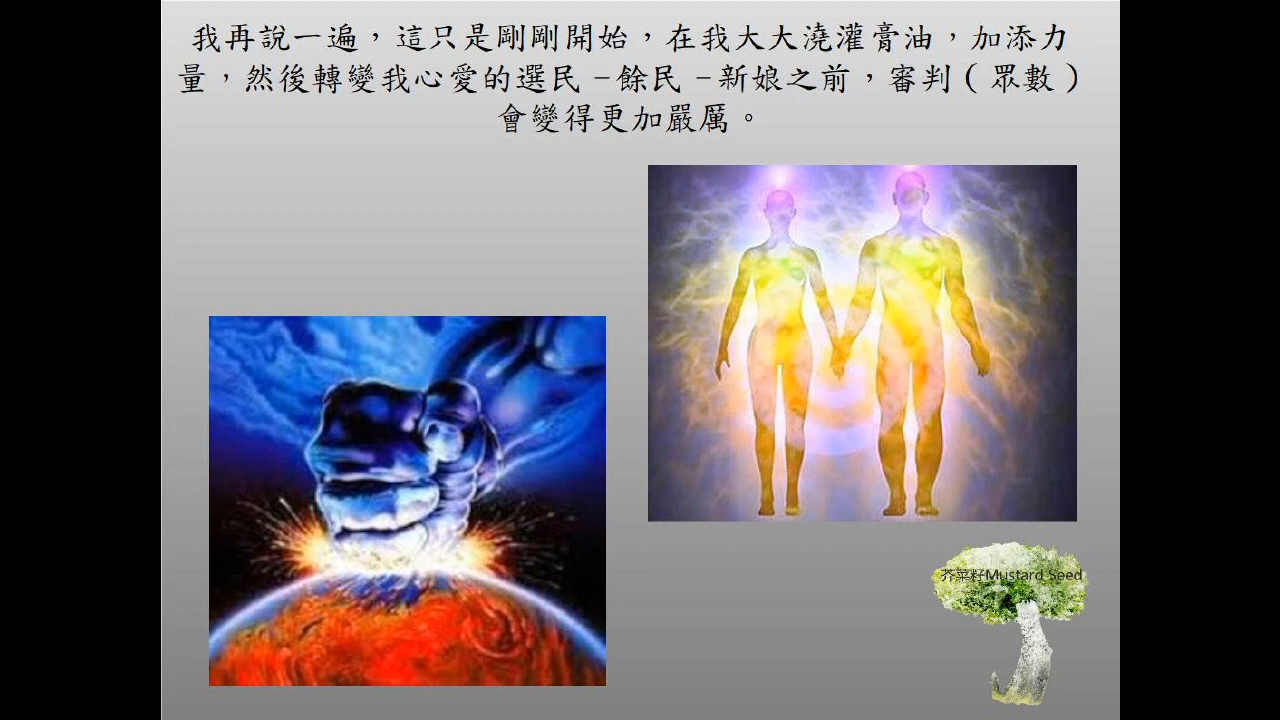 我再說一遍，這只是剛剛開始，在我大大澆灌膏油，加添力
量，然後轉變我心愛的選民–餘民–新娘之前，審判（眾數）
會變得更加嚴厲。
芥菜籽Mustard Seed